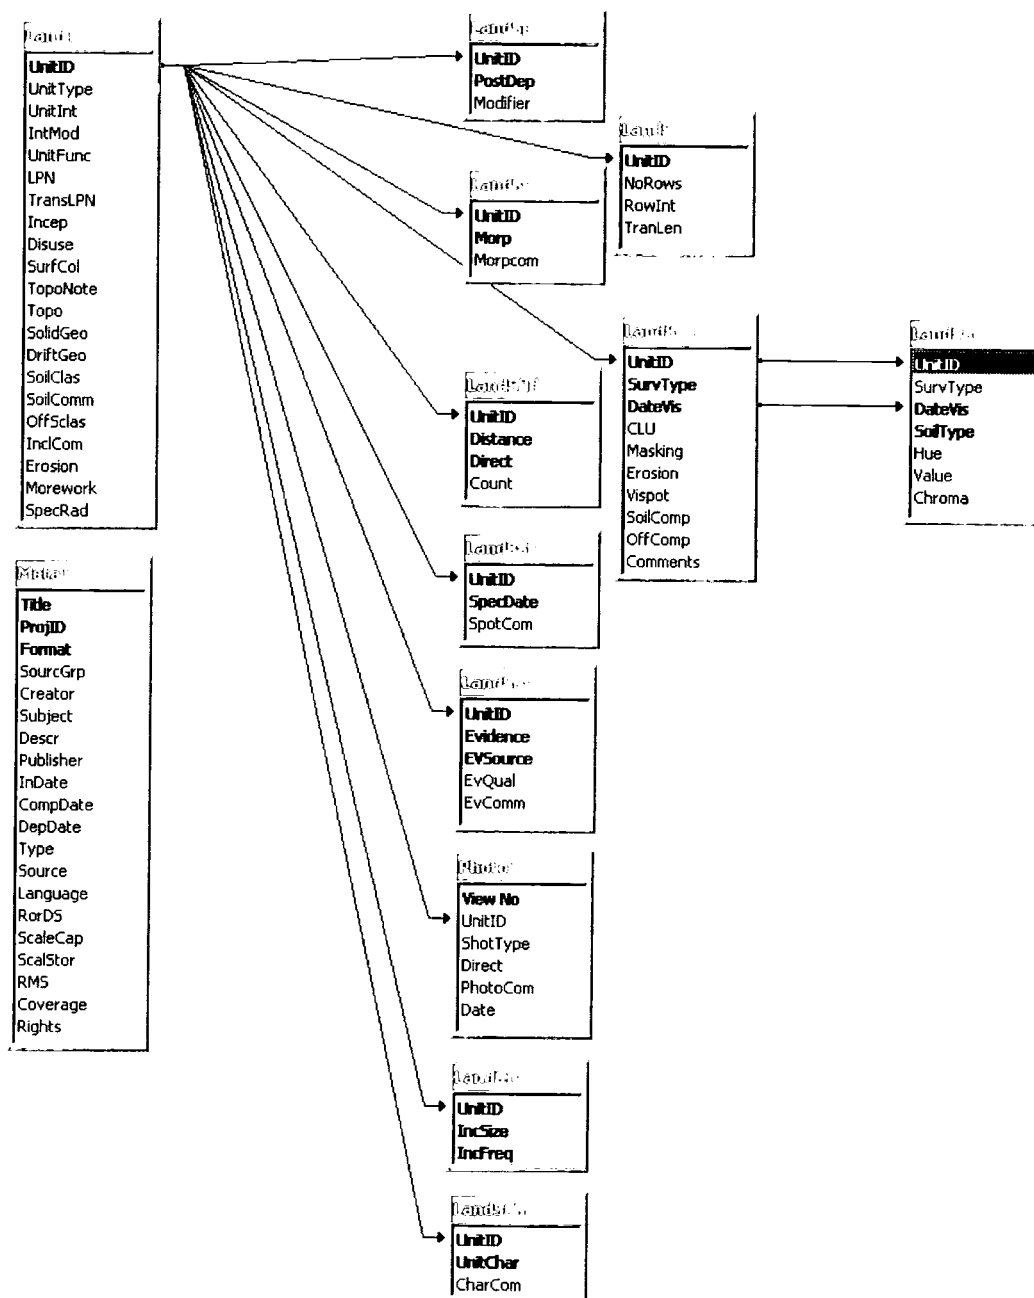 UnitID
UnitType
UnitInt
IntMod
UnitFunc
LPN
TransLPN
Incep
Disuse
SurfCol
TopoNote
Topo
SolidGeo
DriftGeo
SoilClas
SoilComm
OffSclas
InclCom
Erosion
Morework
SpecRad
Title
ProjID
Format
SourcGrp
Creator
Subject
Descr
Publisher
InDate
CompDate
DepDate
Type
Source
Language
RorDS
ScaleCap
ScalStor
RMS
Coverage
Rights
UnitID
PostDep
Modifier
UnitID
NoRows
RowInt
TranLen
UnitID
Morp
Morpcom
UnitID
SurvType
DateVis
CLU
Masking
Erosion
Vispot
SoilComp
OffComp
Comments
UnitID
SurvType
DateVis
SoilType
Hue
Value
Chroma
UnitID
Distance
Direct
Count
UnitID
SpecDate
SpotCom
UnitID
Evidence
EVSource
EvQual
EvComm
View No
UnitID
ShotType
Direct
PhotoCom
Date
UnitID
IncSize
IncFreq
UnitID
UnitChar
CharCom